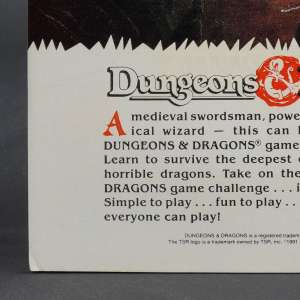 Dungeons &
A medieval swordsman, powe
ical wizard — this can b
DUNGEONS & DRAGONS® game
Learn to survive the deepest d
horrible dragons. Take on the
DRAGONS game challenge . . . i
Simple to play . . . fun to play . .
everyone can play!
DUNGEONS & DRAGONS is a registered tradem
The TSR logo is a trademark owned by TSR, Inc. ©1991